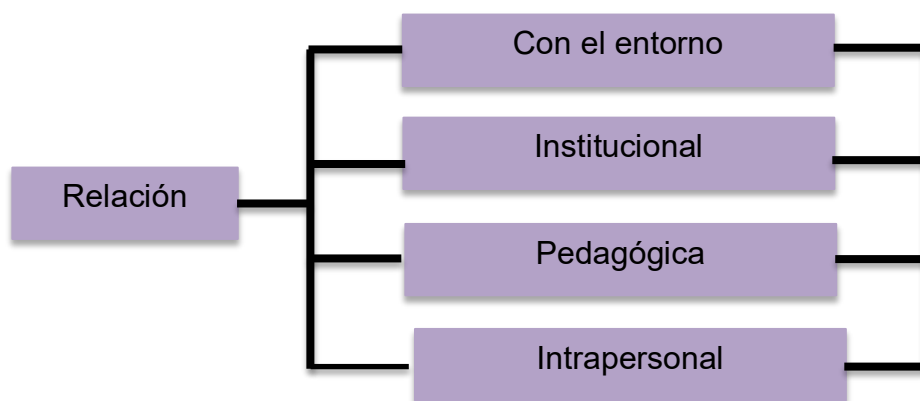 Relación
Con el entorno
Institucional
Pedagógica
Intrapersonal